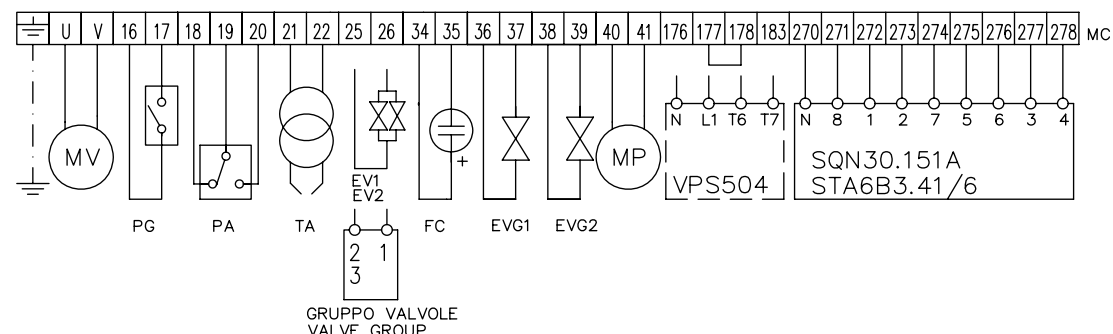 U V 16 17 18 19 20 21 22 25 26 34 35 36 37 38 39 40 41 176 177 178 183 270 271 272 273 274 275 276 277 278 MC
N L1 T6 T7 N 8 1 2 7 5 6 3 4
MV MP
+
SQN30.151A
VPS504 STA6B3.41/6
EV1
EV2
PG PA TA FC EVG1 EVG2
2 1
3
GRUPPO VALVOLE
VALVE GROUP